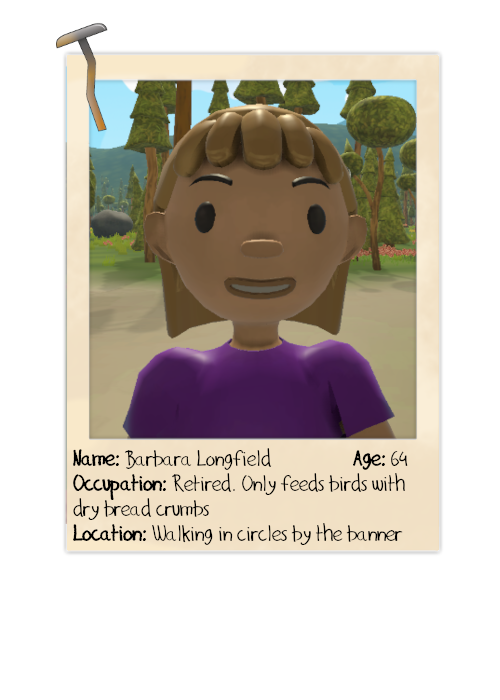 Name: Barbara Longfield Age: 64
Occupation: Retired. Only feeds birds with
dry bread crumbs
Location: Walking in circles by the banner